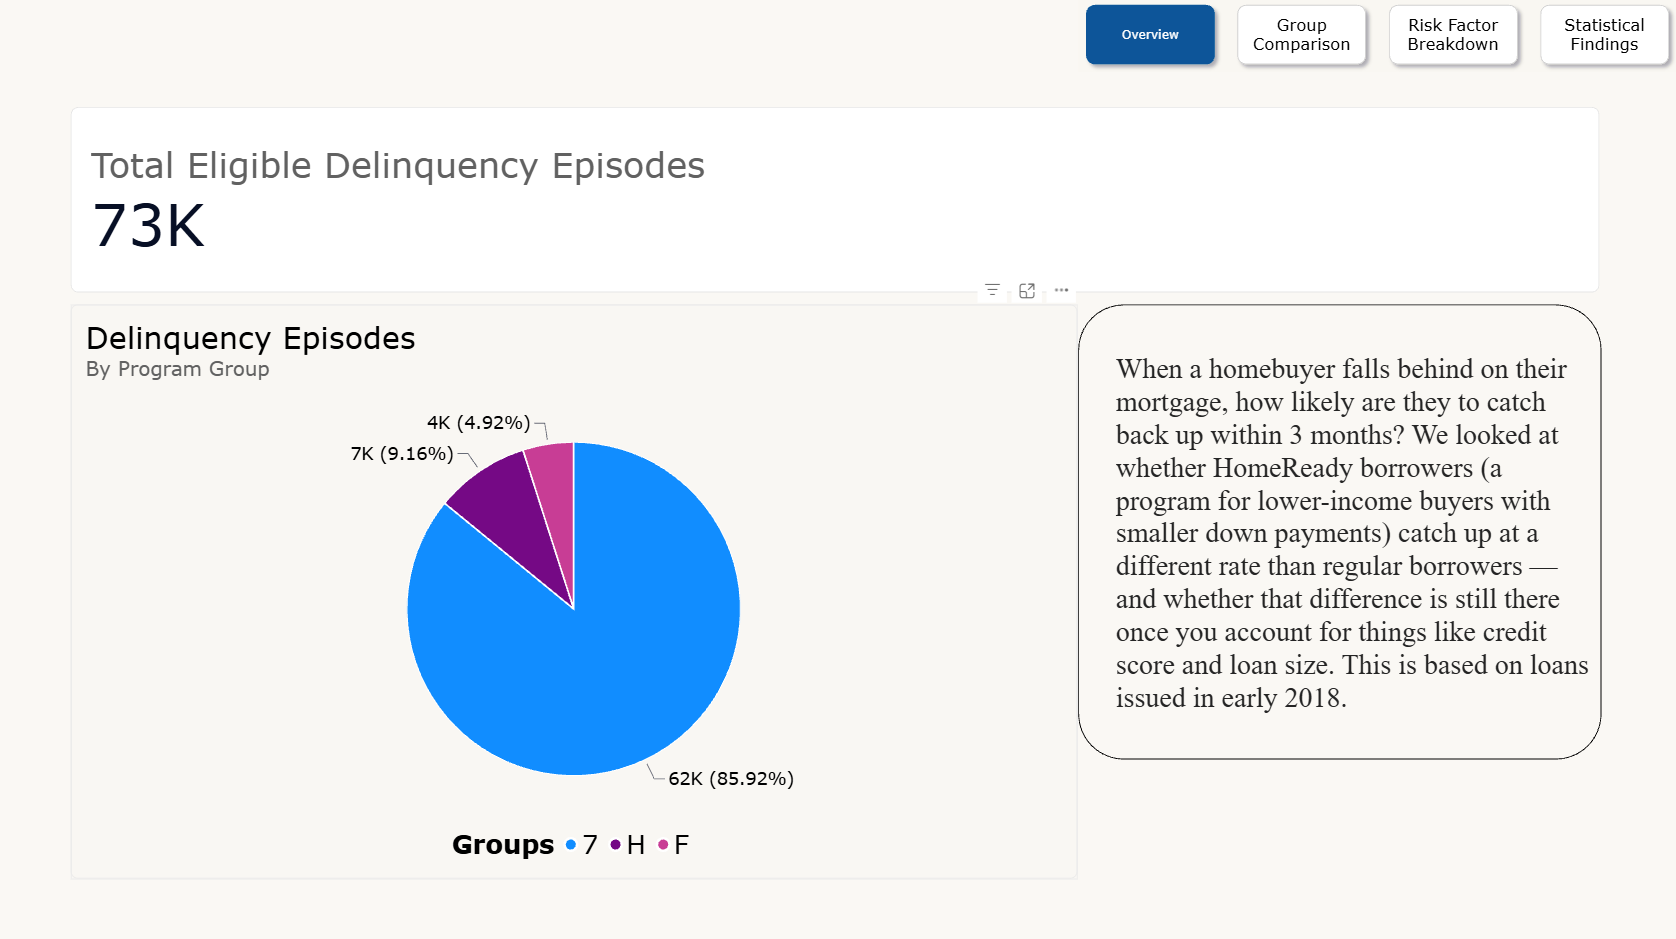 Overview
Group
Comparison
Risk Factor
Breakdown
Statistical
Findings
Total Eligible Delinquency Episodes
73K
Delinquency Episodes
By Program Group
4K (4.92%)
7K (9.16%)
62K (85.92%)
Groups 7 H F
When a homebuyer falls behind on their
mortgage, how likely are they to catch
back up within 3 months? We looked at
whether HomeReady borrowers (a
program for lower-income buyers with
smaller down payments) catch up at a
different rate than regular borrowers —
and whether that difference is still there
once you account for things like credit
score and loan size. This is based on loans
issued in early 2018.